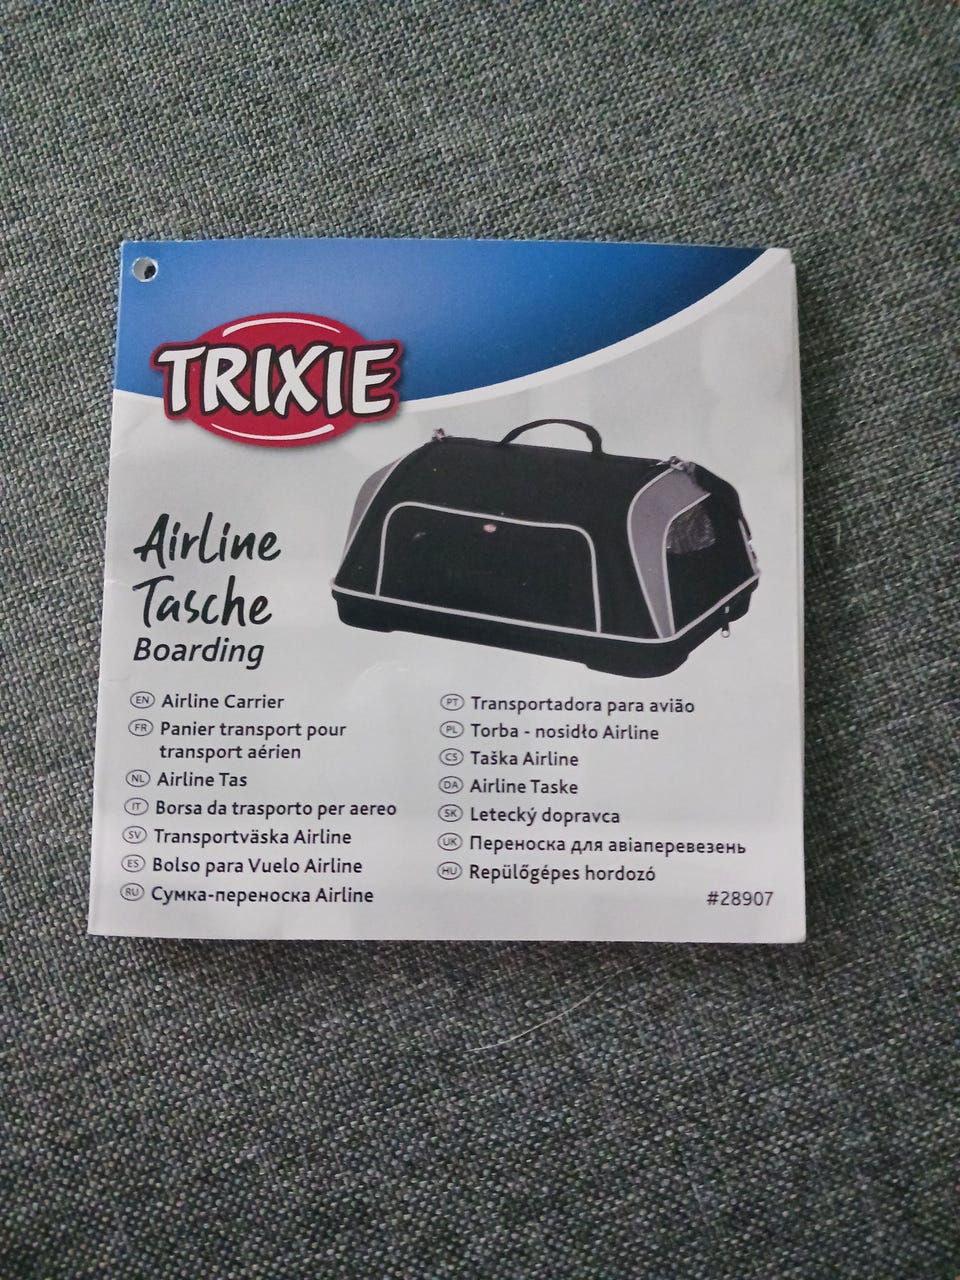 TRIXIE
Airline
Tasche
Boarding
EN Airline Carrier
FR Panier transport pour
transport aérien
NL Airline Tas
IT Borsa da trasporto per aereo
SV Transportväska Airline
ES Bolso para Vuelo Airline
RU Сумка-переноска Airline
PT Transportadora para avião
PL Torba - nosidło Airline
CS Taška Airline
DA Airline Taske
SK Letecký dopravca
UK Переноска для авіаперевезень
HU Repülőgépes hordozó
#28907